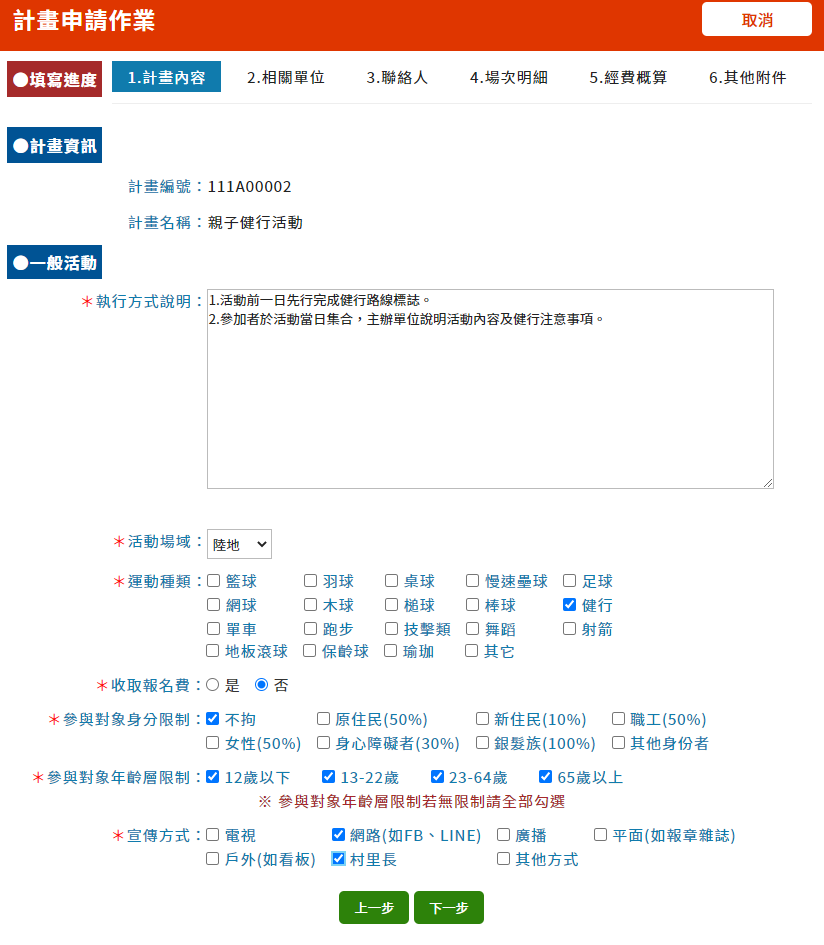 計畫申請作業 取消
●填寫進度 1.計畫內容 2.相關單位 3.聯絡人 4.場次明細 5.經費概算 6.其他附件
●計畫資訊
計畫編號：111A00002
計畫名稱：親子健行活動
●一般活動
＊執行方式說明：1.活動前一日先行完成健行路線標誌。
2.參加者於活動當日集合，主辦單位說明活動內容及健行注意事項。
＊活動場域：陸地
＊運動種類：籃球 羽球 桌球 慢速壘球 足球
網球 木球 槌球 棒球 健行
單車 跑步 技擊類 舞蹈 射箭
地板滾球 保齡球 瑜珈 其它
＊收取報名費：是 否
＊參與對象身分限制：不拘 原住民(50%) 新住民(10%) 職工(50%)
女性(50%) 身心障礙者(30%) 銀髮族(100%) 其他身份者
＊參與對象年齡層限制：12歲以下 13-22歲 23-64歲 65歲以上
※ 參與對象年齡層限制若無限制請全部勾選
＊宣傳方式：電視 網路(如FB、LINE) 廣播 平面(如報章雜誌)
戶外(如看板) 村里長 其他方式
上一步 下一步